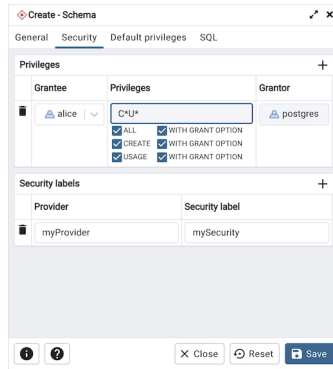 Create - Schema
General Security Default privileges SQL
Privileges
Grantee Privileges Grantor
alice C*U* postgres
ALL WITH GRANT OPTION
CREATE WITH GRANT OPTION
USAGE WITH GRANT OPTION
Security labels
Provider Security label
myProvider mySecurity
Close Reset Save